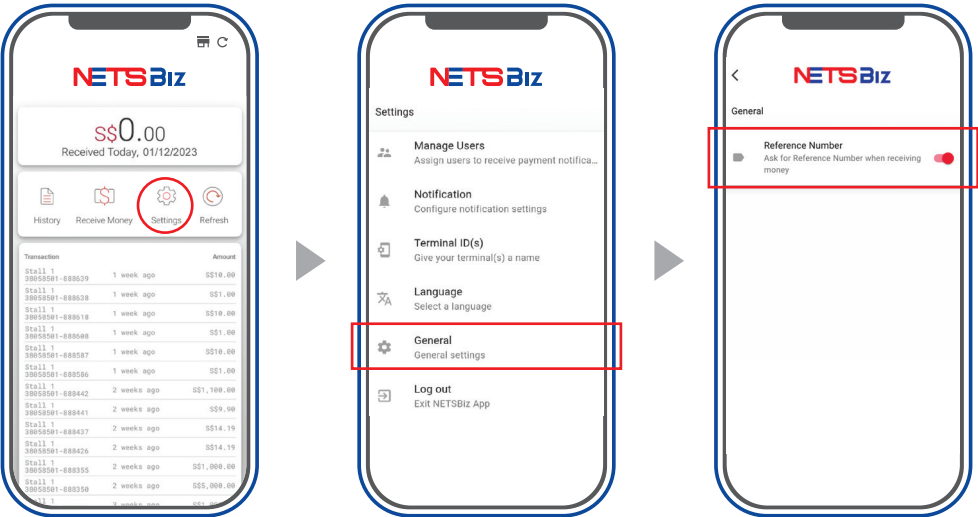 NETSBIZ
S$0.00
Received Today, 01/12/2023
History Receive Money Settings Refresh
Transaction Amount
Stall 1
38058501-888639 1 week ago S$10.00
Stall 1
38058501-888638 1 week ago S$1.00
Stall 1
38058501-888618 1 week ago S$10.00
Stall 1
38058501-888608 1 week ago S$1.00
Stall 1
38058501-888587 1 week ago S$10.00
Stall 1
38058501-888586 1 week ago S$1.00
Stall 1
38058501-888442 2 weeks ago S$1,100.00
Stall 1
38058501-888441 2 weeks ago S$9.90
Stall 1
38058501-888437 2 weeks ago S$14.19
Stall 1
38058501-888426 2 weeks ago S$14.19
Stall 1
38058501-888355 2 weeks ago S$1,000.00
Stall 1
38058501-888350 2 weeks ago S$5,000.00
NETSBIZ
Settings
Manage Users
Assign users to receive payment notifica...
Notification
Configure notification settings
Terminal ID(s)
Give your terminal(s) a name
Language
Select a language
General
General settings
Log out
Exit NETSBiz App
NETSBIZ
General
Reference Number
Ask for Reference Number when receiving
money